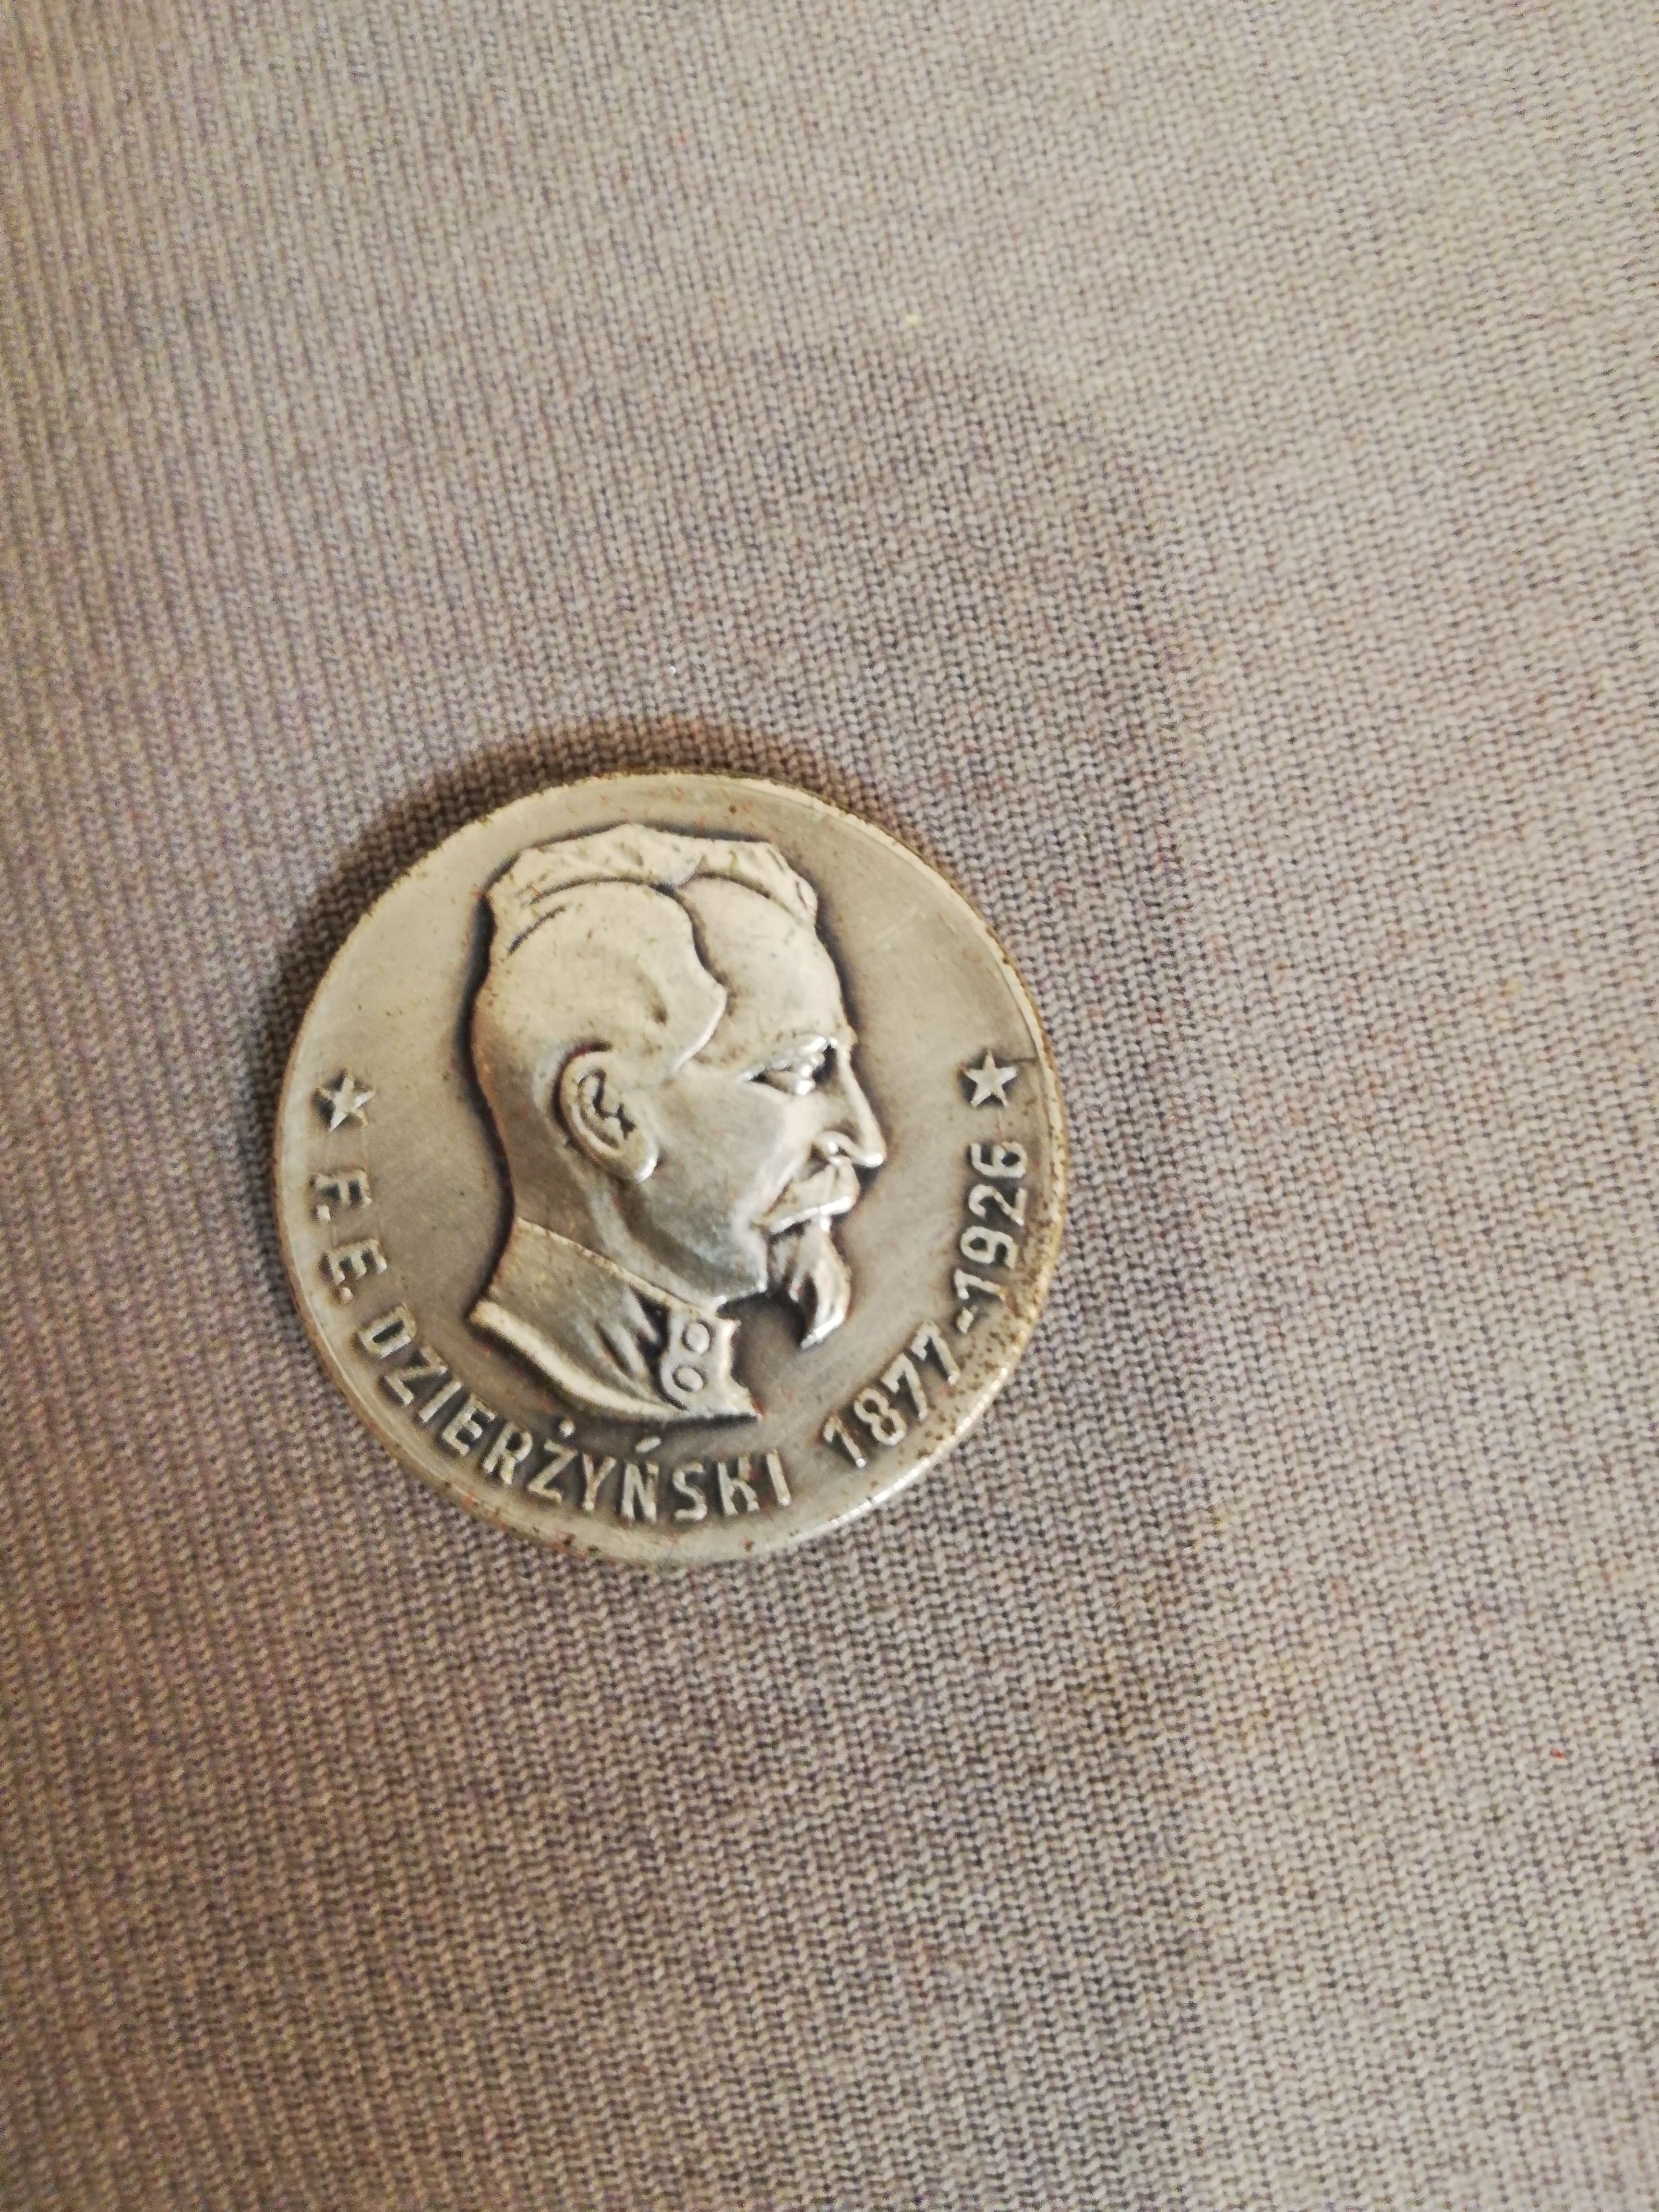 ★ F. E. DZIERŻYŃSKI 1877-1926 ★